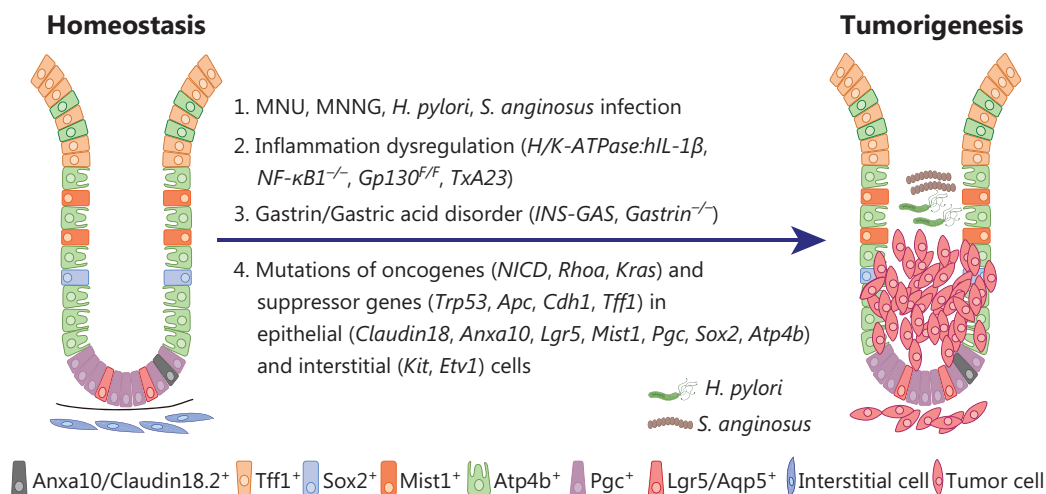 Homeostasis
Tumorigenesis
1. MNU, MNNG, H. pylori, S. anginosus infection
2. Inflammation dysregulation (H/K-ATPase:hIL-1β,
NF-κB1⁻/⁻, Gp130ᶠ/ᶠ, TxA23)
3. Gastrin/Gastric acid disorder (INS-GAS, Gastrin⁻/⁻)
4. Mutations of oncogenes (NICD, Rhoa, Kras) and
suppressor genes (Trp53, Apc, Cdh1, Tff1) in
epithelial (Claudin18, Anxa10, Lgr5, Mist1, Pgc, Sox2, Atp4b)
and interstitial (Kit, Etv1) cells
H. pylori
S. anginosus
Anxa10/Claudin18.2⁺ Tff1⁺ Sox2⁺ Mist1⁺ Atp4b⁺ Pgc⁺ Lgr5/Aqp5⁺ Interstitial cell Tumor cell